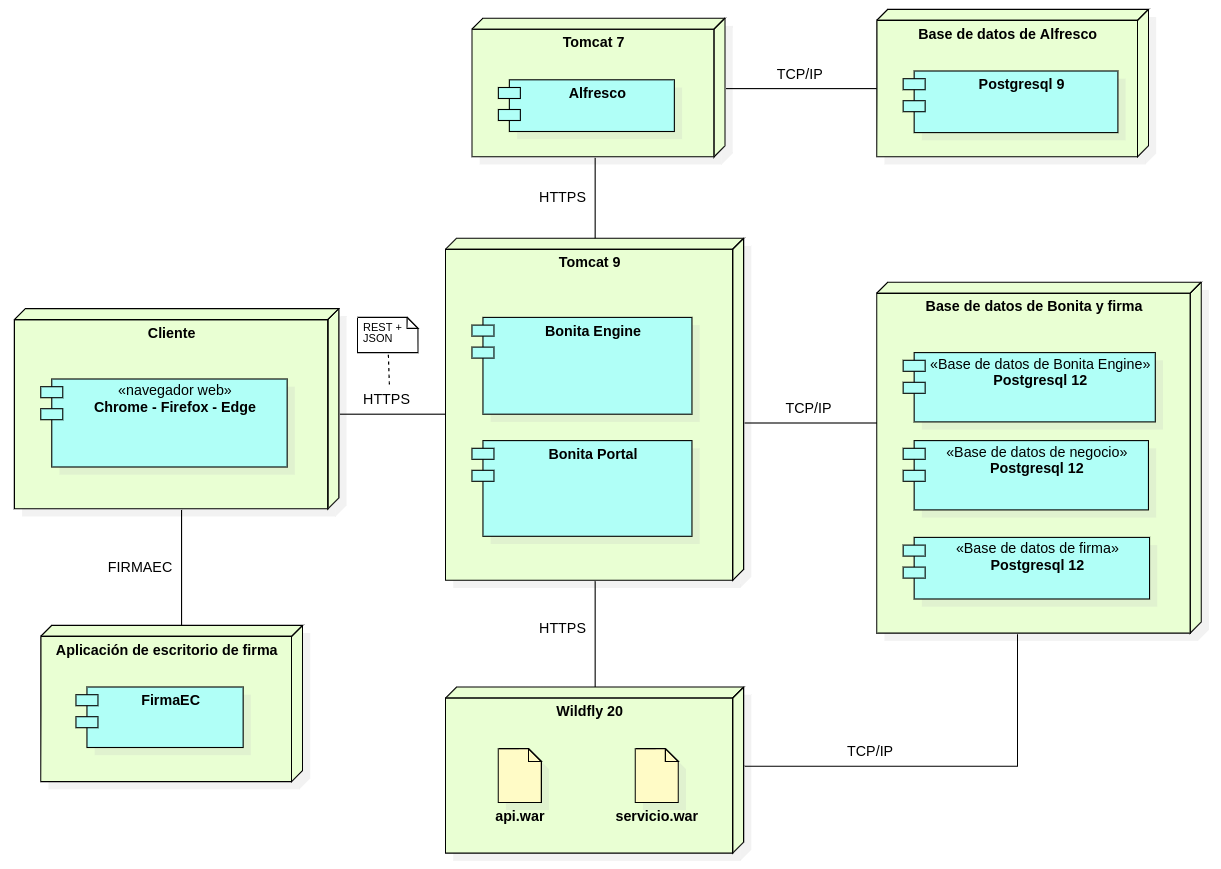 Tomcat 7
Alfresco
TCP/IP
Base de datos de Alfresco
Postgresql 9
HTTPS
Tomcat 9
Bonita Engine
Bonita Portal
Cliente
«navegador web»
Chrome - Firefox - Edge
REST +
JSON
HTTPS
TCP/IP
Base de datos de Bonita y firma
«Base de datos de Bonita Engine»
Postgresql 12
«Base de datos de negocio»
Postgresql 12
«Base de datos de firma»
Postgresql 12
FIRMAEC
Aplicación de escritorio de firma
FirmaEC
HTTPS
Wildfly 20
api.war
servicio.war
TCP/IP